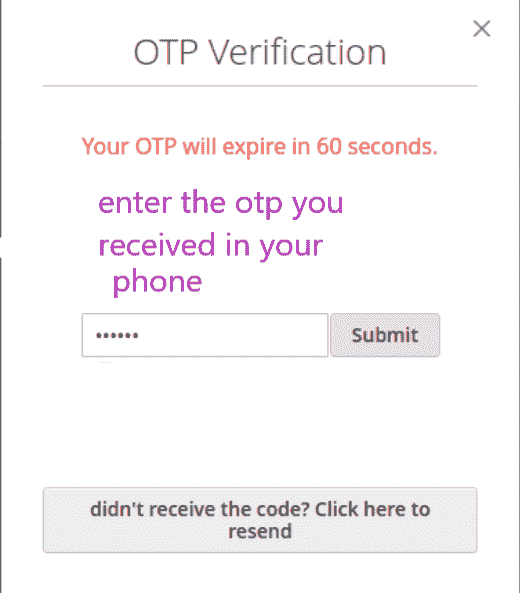 OTP Verification
Your OTP will expire in 60 seconds.
enter the otp you
received in your
phone
••••••
Submit
didn't receive the code? Click here to
resend